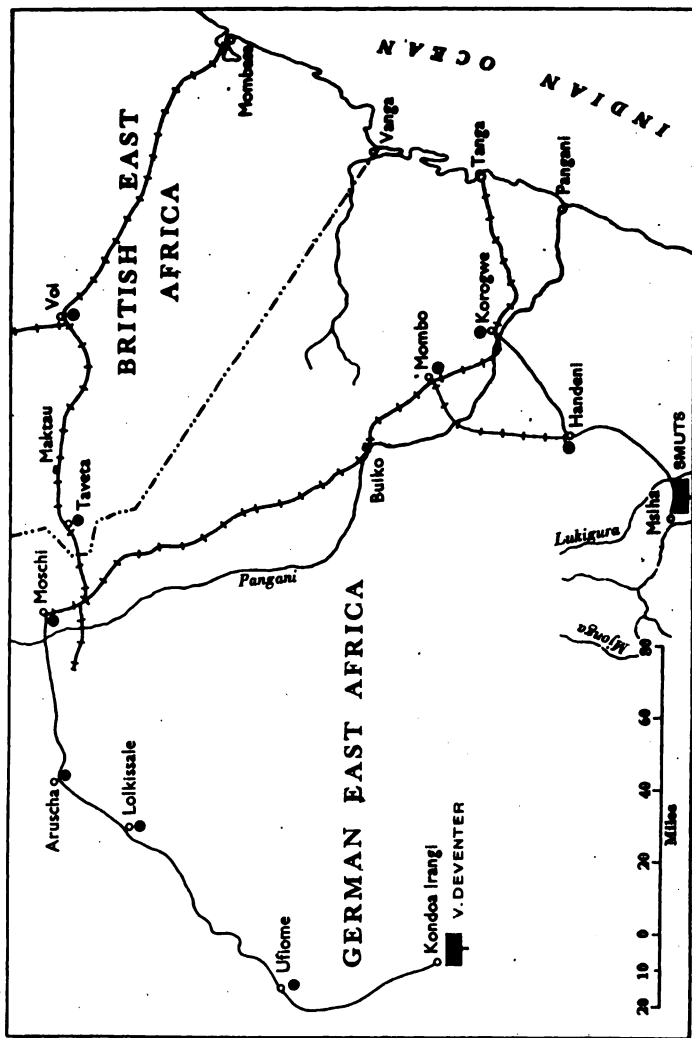 INDIAN OCEAN
Mombasa
BRITISH EAST
AFRICA
Voi
Maktau
Taveta
Moschi
Vanga
Tanga
Pangani
Korogwe
Mombo
Buiko
Handeni
Pangani
Aruscha
Lolkissale
GERMAN EAST AFRICA
Ufiome
Kondoa Irangi
V. DEVENTER
Lukigura
Msiha
SMUTS
Mjonga
20 10 0 20 40 60 80
Miles